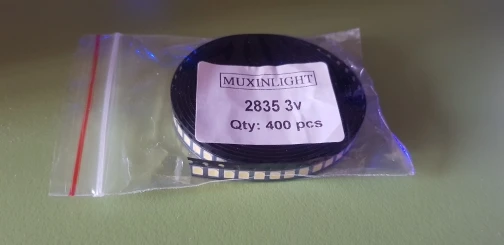 MUXINLIGHT
2835 3v
Qty: 400 pcs